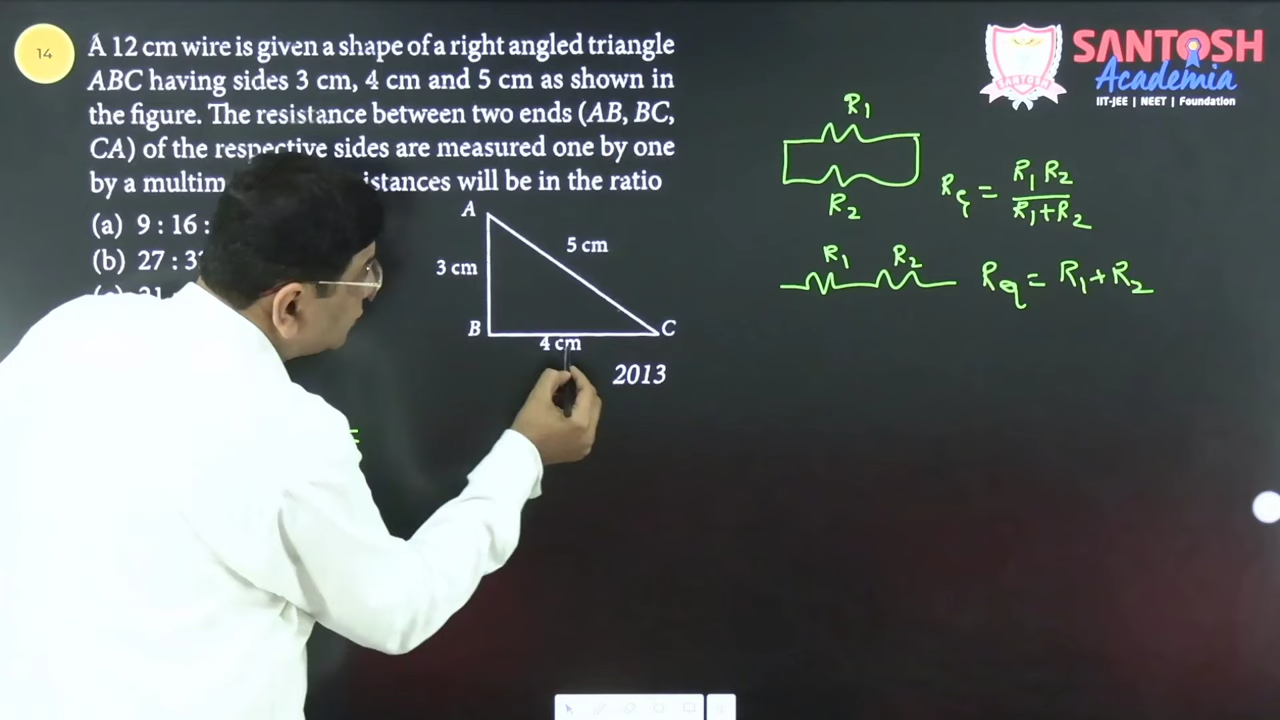 14
A 12 cm wire is given a shape of a right angled triangle
ABC having sides 3 cm, 4 cm and 5 cm as shown in
the figure. The resistance between two ends (AB, BC,
CA) of the respective sides are measured one by one
by a istances will be in the ratio
(a) 9 : 16 :
(b) 27 :
A
5 cm
3 cm
B
C
4 cm
2013
R1
R2
Rq = R1 R2 / R1+R2
R1 R2
Req = R1+R2
SANTOSH
Academia
IIT-JEE | NEET | Foundation
SANTOSH